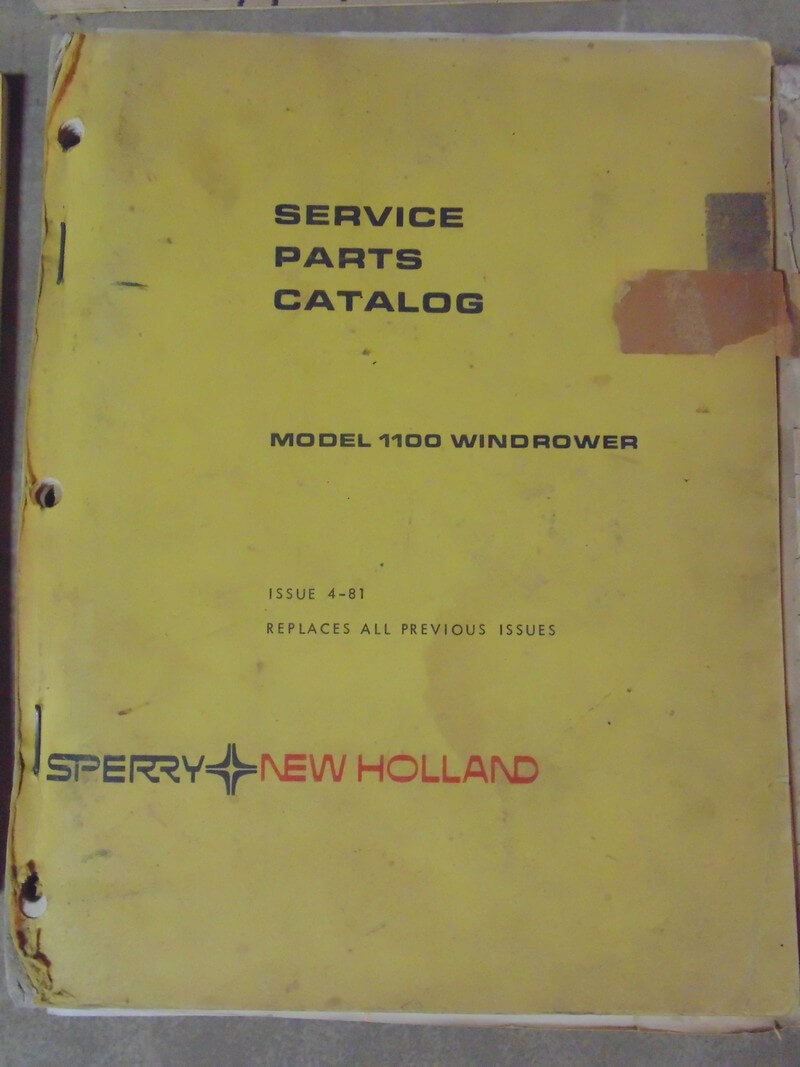 SERVICE
PARTS
CATALOG
MODEL 1100 WINDROWER
ISSUE 4-81
REPLACES ALL PREVIOUS ISSUES
SPERRY NEW HOLLAND